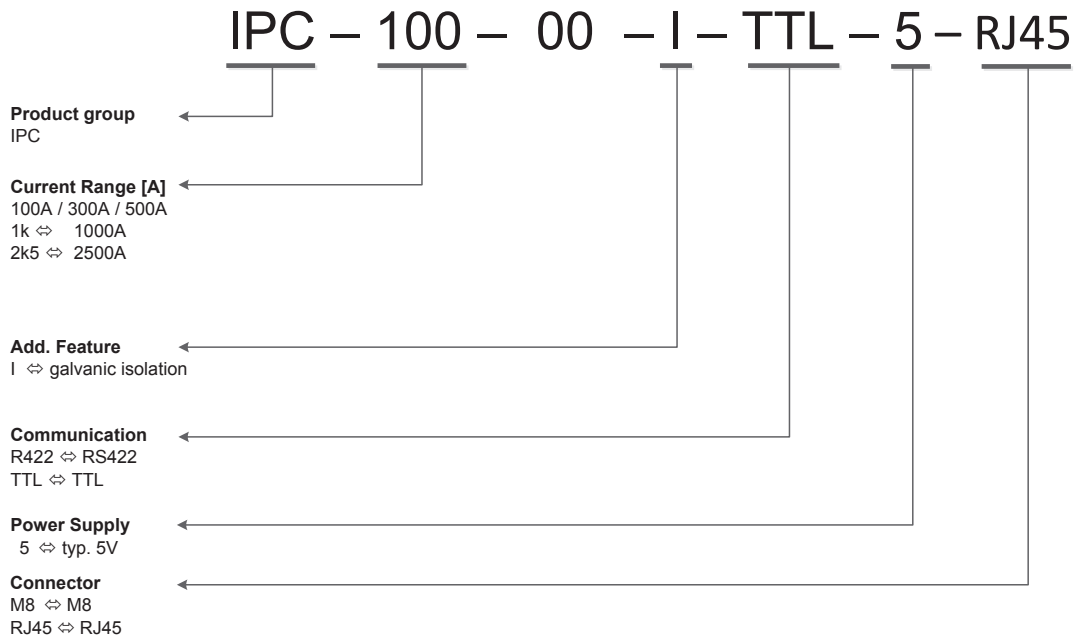 IPC – 100 – 00 – I – TTL – 5 – RJ45
Product group
IPC
Current Range [A]
100A / 300A / 500A
1k ⬄ 1000A
2k5 ⬄ 2500A
Add. Feature
I ⬄ galvanic isolation
Communication
R422 ⬄ RS422
TTL ⬄ TTL
Power Supply
5 ⬄ typ. 5V
Connector
M8 ⬄ M8
RJ45 ⬄ RJ45